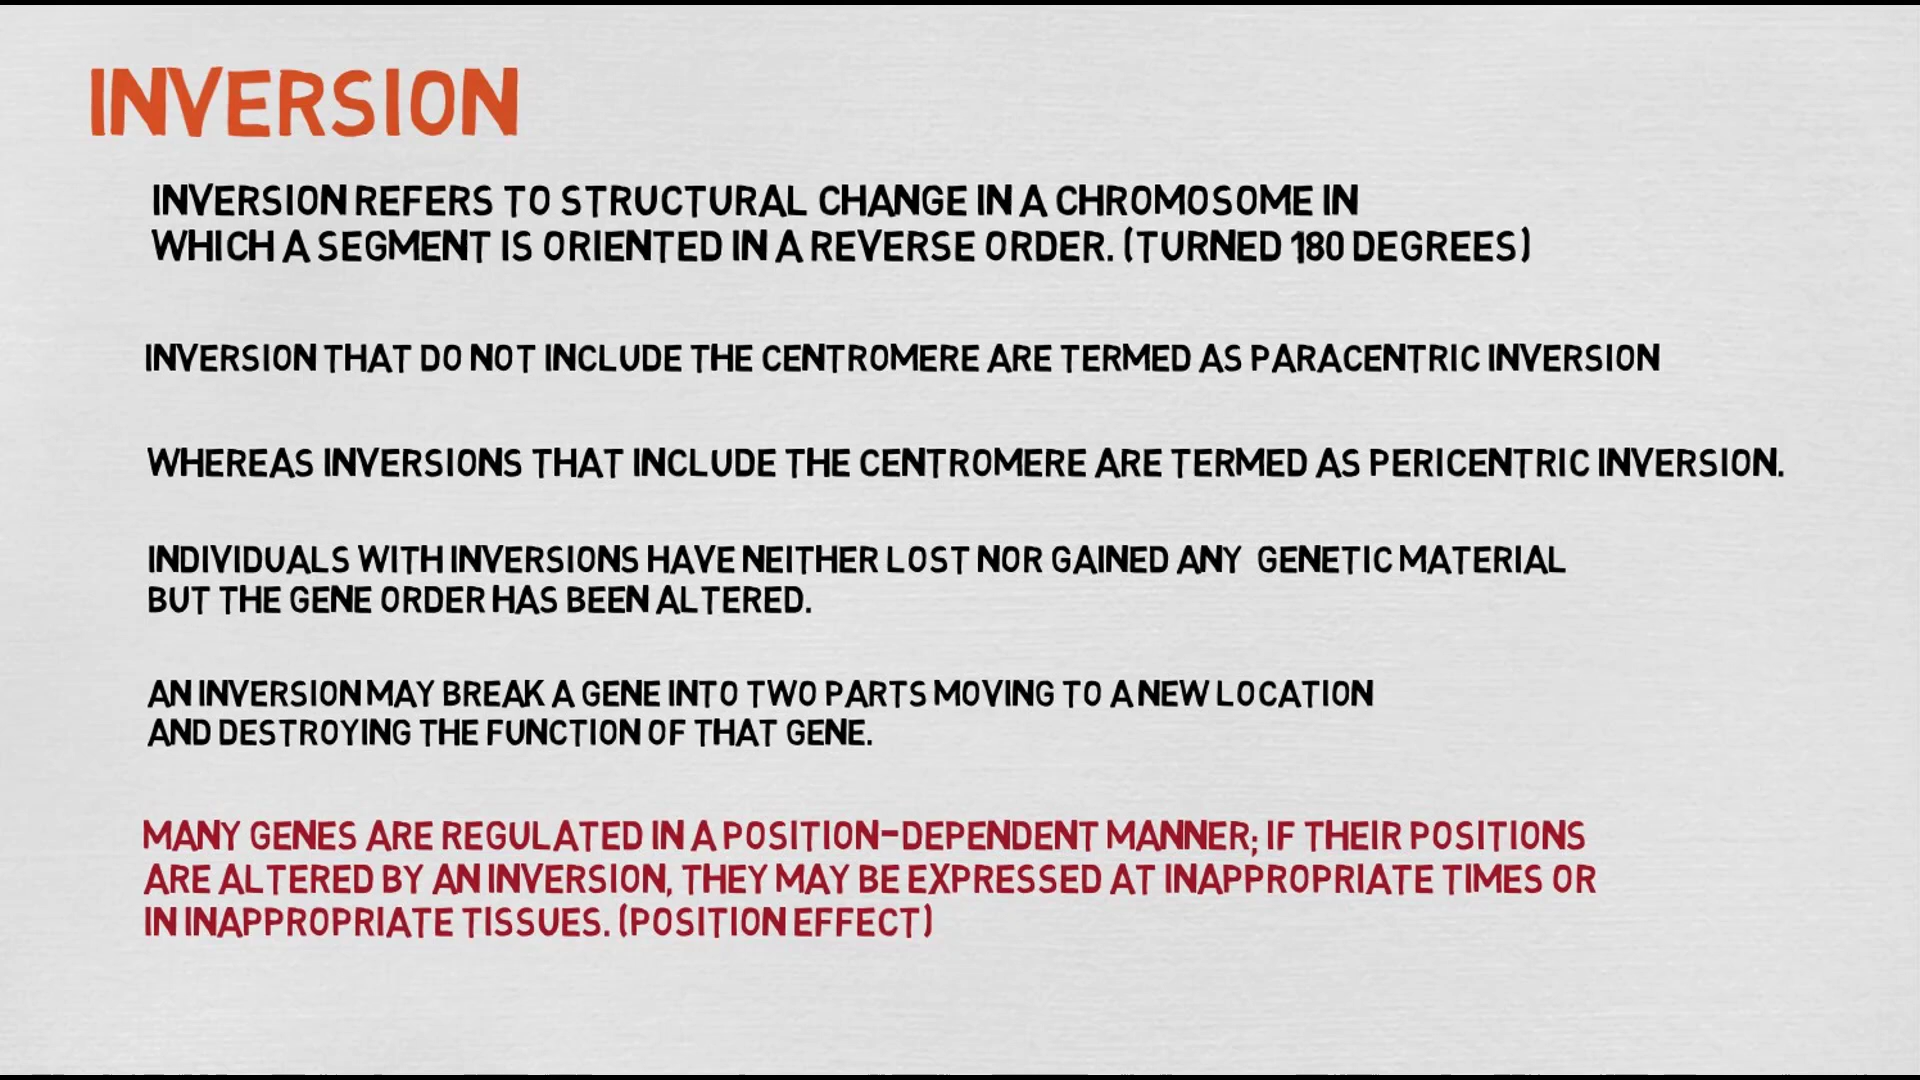 INVERSION
INVERSION REFERS TO STRUCTURAL CHANGE IN A CHROMOSOME IN
WHICH A SEGMENT IS ORIENTED IN A REVERSE ORDER. (TURNED 180 DEGREES)
INVERSION THAT DO NOT INCLUDE THE CENTROMERE ARE TERMED AS PARACENTRIC INVERSION
WHEREAS INVERSIONS THAT INCLUDE THE CENTROMERE ARE TERMED AS PERICENTRIC INVERSION.
INDIVIDUALS WITH INVERSIONS HAVE NEITHER LOST NOR GAINED ANY GENETIC MATERIAL
BUT THE GENE ORDER HAS BEEN ALTERED.
AN INVERSION MAY BREAK A GENE INTO TWO PARTS MOVING TO A NEW LOCATION
AND DESTROYING THE FUNCTION OF THAT GENE.
MANY GENES ARE REGULATED IN A POSITION-DEPENDENT MANNER; IF THEIR POSITIONS
ARE ALTERED BY AN INVERSION, THEY MAY BE EXPRESSED AT INAPPROPRIATE TIMES OR
IN INAPPROPRIATE TISSUES. (POSITION EFFECT)